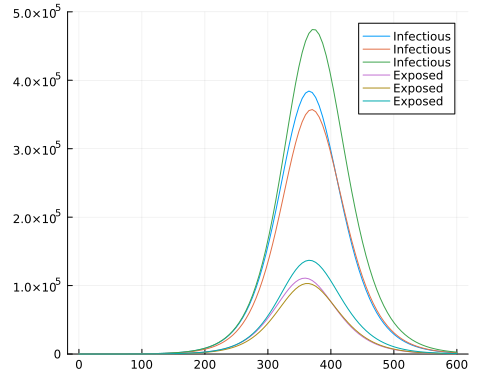 5.0×10⁵
4.0×10⁵
3.0×10⁵
2.0×10⁵
1.0×10⁵
0
0 100 200 300 400 500 600
Infectious
Infectious
Infectious
Exposed
Exposed
Exposed